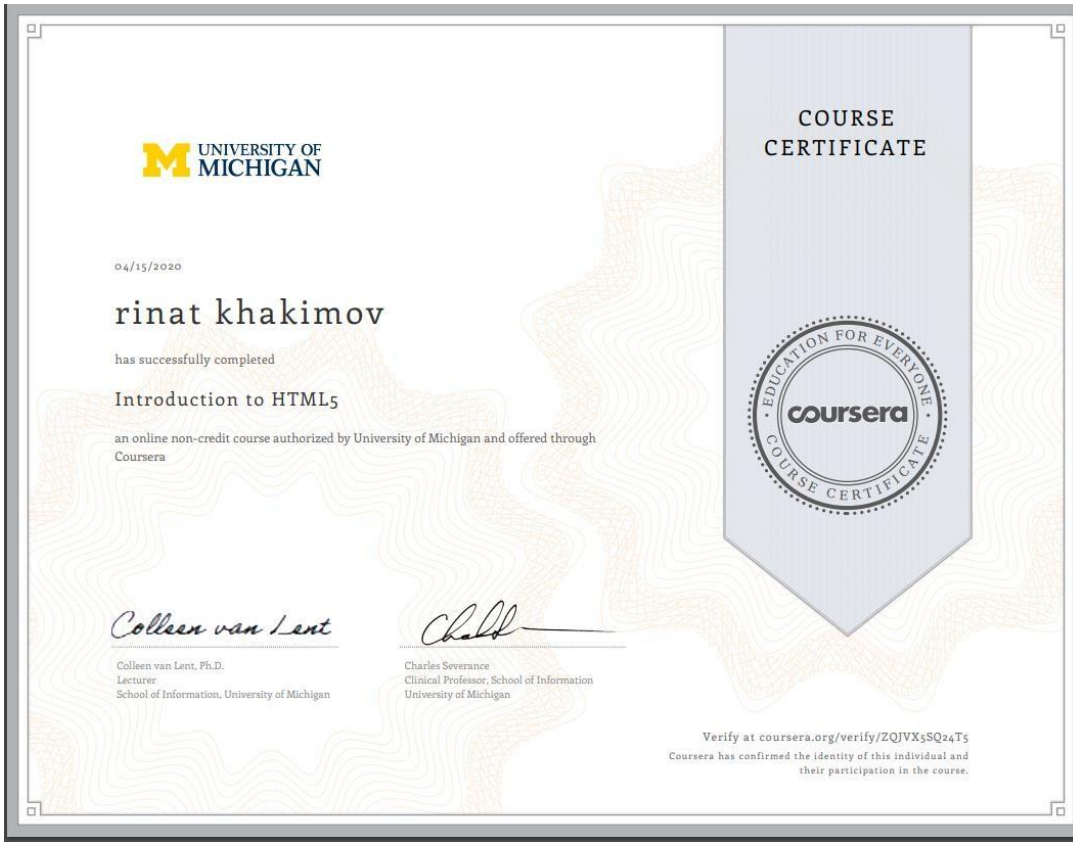 UNIVERSITY OF
MICHIGAN
COURSE
CERTIFICATE
04/15/2020
rinat khakimov
has successfully completed
Introduction to HTML5
an online non-credit course authorized by University of Michigan and offered through
Coursera
EDUCATION FOR EVERYONE
coursera
COURSE CERTIFICATE
Colleen van Lent
Colleen van Lent, Ph.D.
Lecturer
School of Information, University of Michigan
Charles Severance
Clinical Professor, School of Information
University of Michigan
Verify at coursera.org/verify/ZQJVX5SQ24T5
Coursera has confirmed the identity of this individual and
their participation in the course.